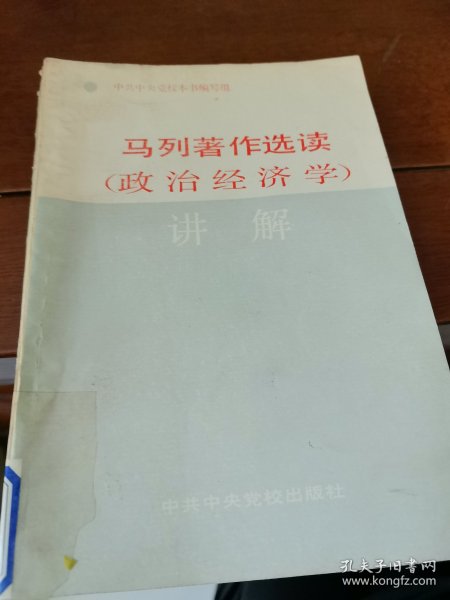 中共中央党校本书编写组
马列著作选读
(政治经济学)
讲解
中共中央党校出版社
孔夫子旧书网
www.kongfz.com